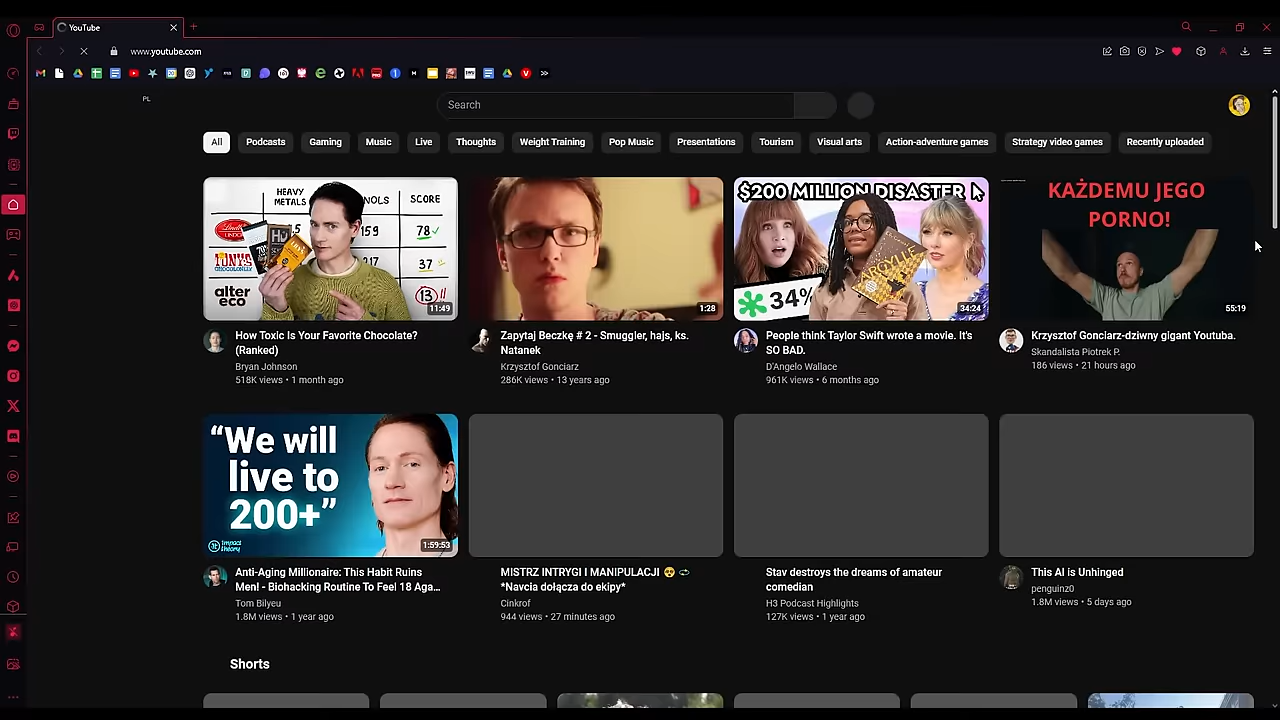 YouTube
www.youtube.com
PL
Search
All
Podcasts
Gaming
Music
Live
Thoughts
Weight Training
Pop Music
Presentations
Tourism
Visual arts
Action-adventure games
Strategy video games
Recently uploaded
HEAVY
METALS
NOLS
SCORE
159
78
217
37
13!!
LINDT
TONY'S
CHOCOLONELY
alter
eco
11:49
1:28
$200 MILLION DISASTER
ARGYLLE
34%
34:24
KAŻDEMU JEGO
PORNO!
55:19
How Toxic Is Your Favorite Chocolate?
(Ranked)
Bryan Johnson
518K views • 1 month ago
Zapytaj Beczkę # 2 - Smuggler, hajs, ks.
Natanek
Krzysztof Gonciarz
286K views • 13 years ago
People think Taylor Swift wrote a movie. It's
SO BAD.
D'Angelo Wallace
961K views • 6 months ago
Krzysztof Gonciarz-dziwny gigant Youtuba.
Skandalista Piotrek P.
186 views • 21 hours ago
“We will
live to
200+”
impact
theory
1:59:53
Anti-Aging Millionaire: This Habit Ruins
Men! - Biohacking Routine To Feel 18 Aga...
Tom Bilyeu
1.8M views • 1 year ago
MISTRZ INTRYGI I MANIPULACJI
*Navcia dołącza do ekipy*
Cinkrof
944 views • 27 minutes ago
Stav destroys the dreams of amateur
comedian
H3 Podcast Highlights
127K views • 1 year ago
This AI is Unhinged
penguinz0
1.8M views • 5 days ago
Shorts